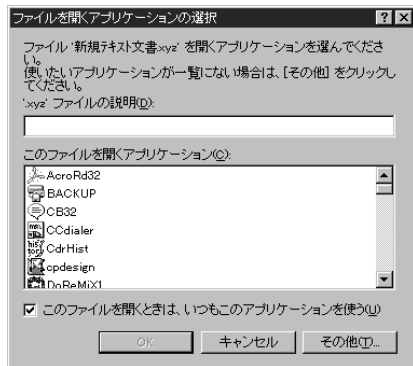 ファイルを開くアプリケーションの選択
ファイル '新規テキスト文書.xyz' を開くアプリケーションを選んでくださ
い。
使いたいアプリケーションが一覧にない場合は、[その他] をクリックし
てください。
'.xyz' ファイルの説明(D):
このファイルを開くアプリケーション(C):
AcroRd32
BACKUP
CB32
CCdialer
CdrHist
cpdesign
DoReMiX1
このファイルを開くときは、いつもこのアプリケーションを使う(U)
OK キャンセル その他(T)...